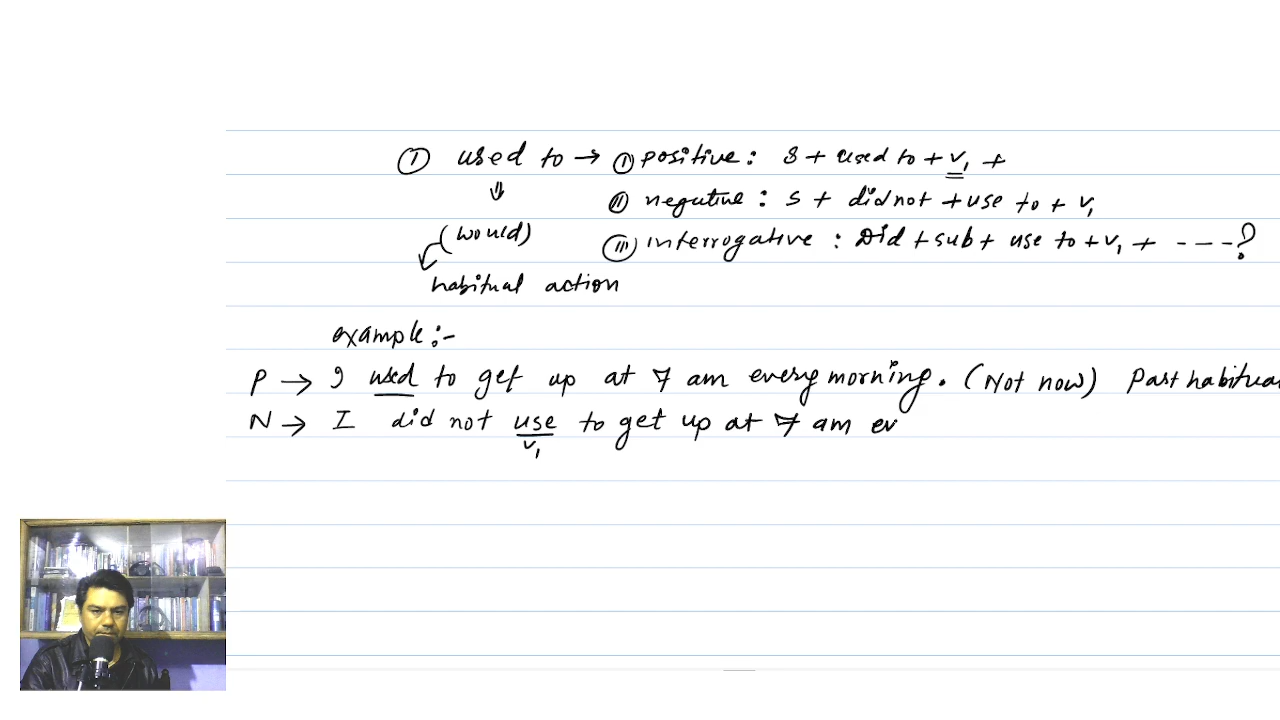 ① used to → ① positive: S + used to + V₁ +
⇓ ⑪ negative: S + did not + use to + V₁
(would) ⑪⑪ interrogative: Did + sub + use to + V₁ + ----?
habitual action
example:-
P → I used to get up at 7 am every morning. (Not now) Past habitual
N → I did not use to get up at 7 am ev
V₁